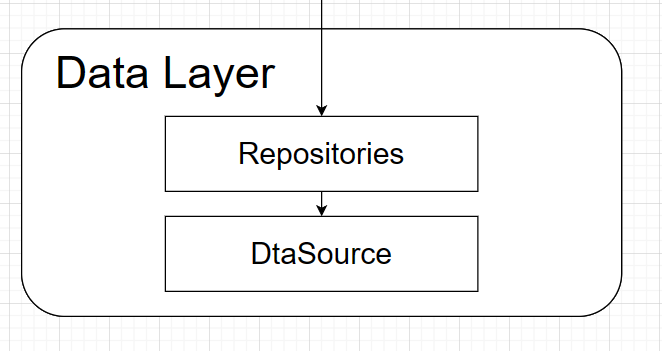 Data Layer
Repositories
DtaSource